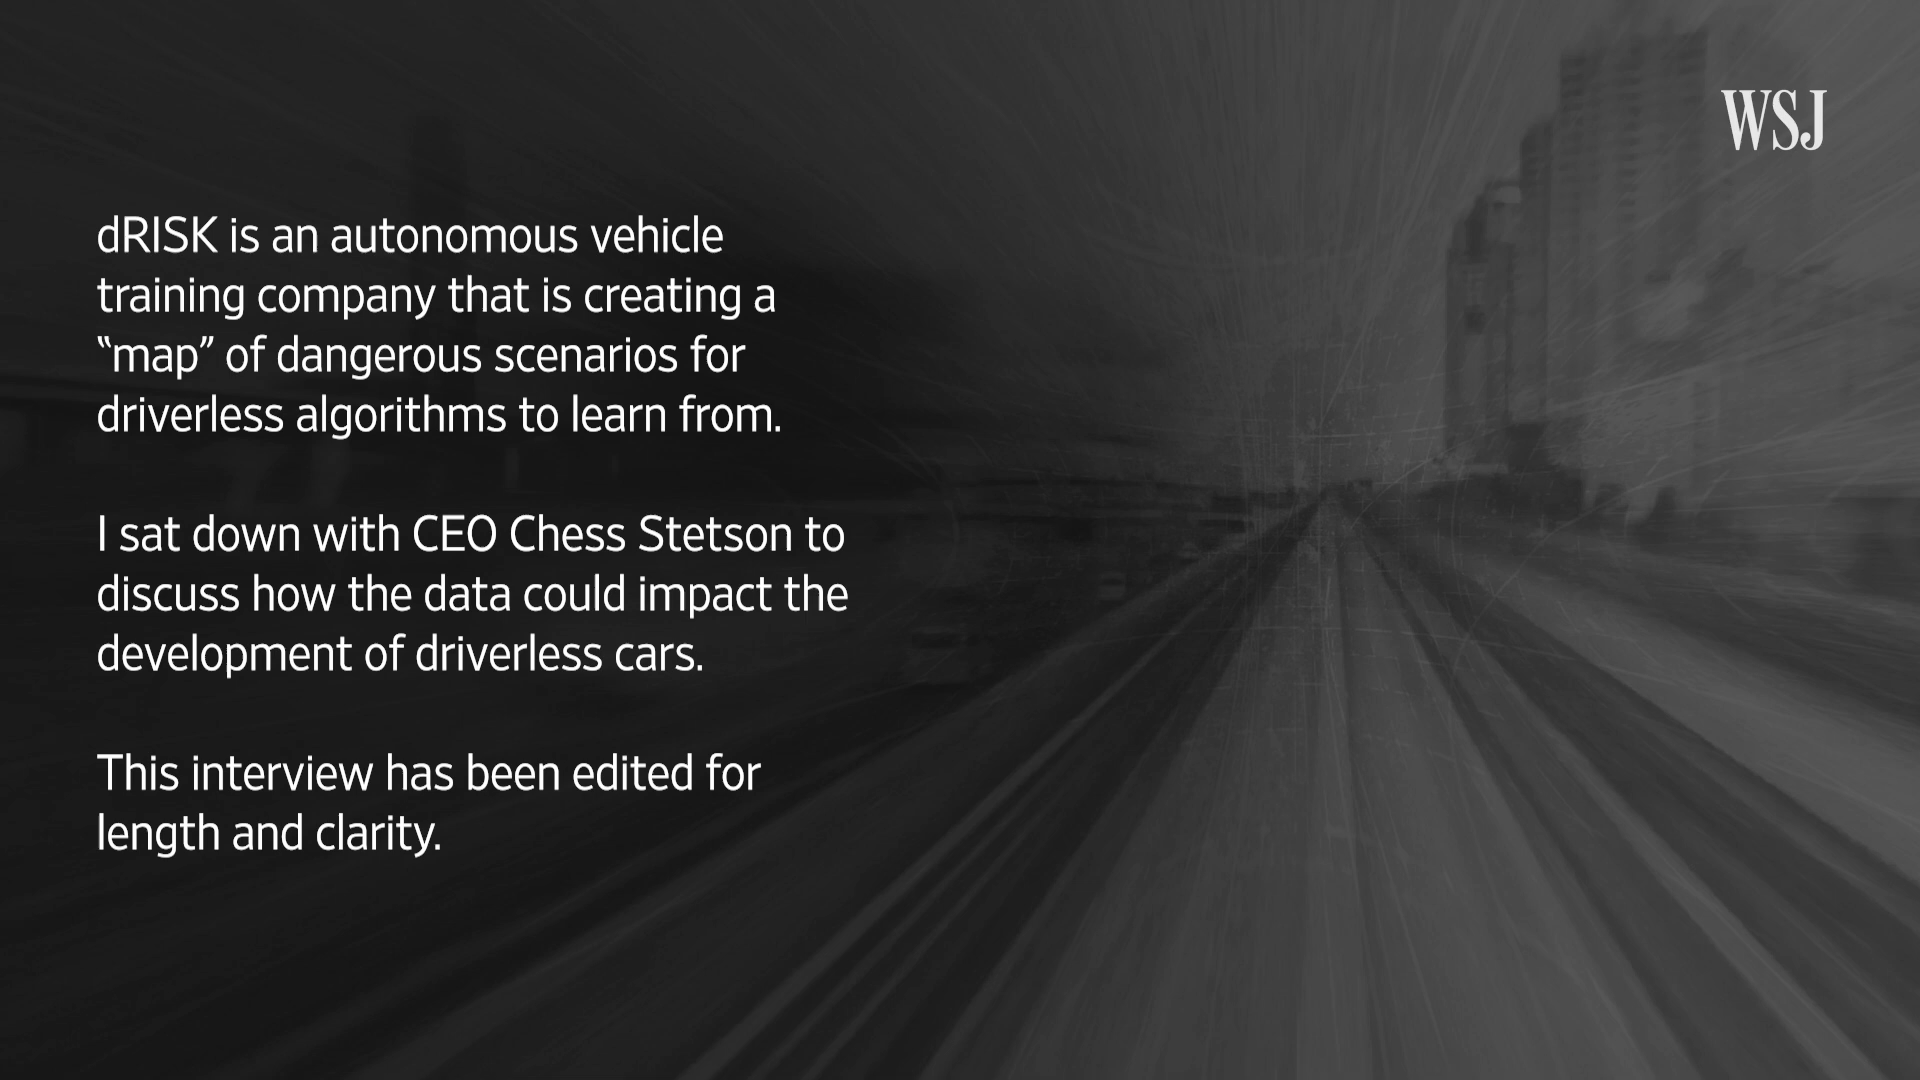 WSJ
dRISK is an autonomous vehicle
training company that is creating a
“map” of dangerous scenarios for
driverless algorithms to learn from.
I sat down with CEO Chess Stetson to
discuss how the data could impact the
development of driverless cars.
This interview has been edited for
length and clarity.